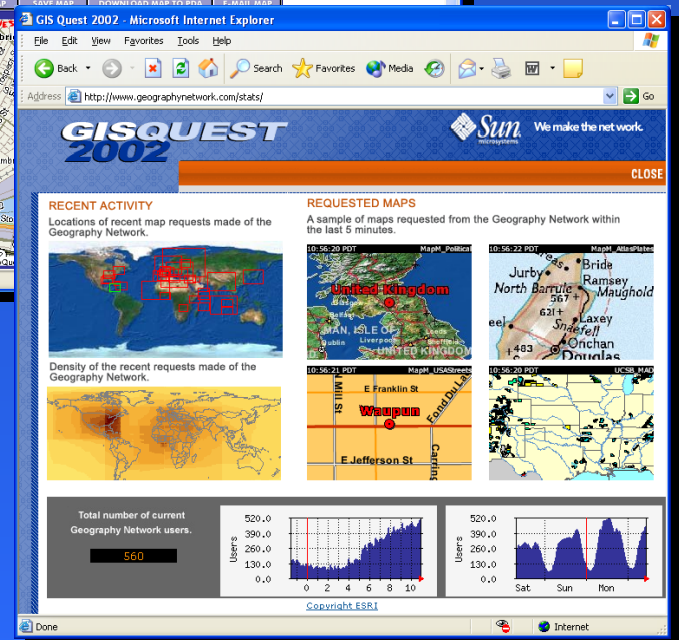 SAVE MAP
DOWNLOAD MAP TO PDA
E-MAIL MAP
GIS Quest 2002 - Microsoft Internet Explorer
File Edit View Favorites Tools Help
Back Search Favorites Media
Address http://www.geographynetwork.com/stats/ Go
GISQUEST
2002
Sun
microsystems
We make the net work.
CLOSE
RECENT ACTIVITY
Locations of recent map requests made of the
Geography Network.
Density of the recent requests made of the
Geography Network.
REQUESTED MAPS
A sample of maps requested from the Geography Network within
the last 5 minutes.
10:56:20 PDT MapM_Political
United Kingdom
Glasgow
Belfast
MAN, ISLE OF
Leeds
Dublin
Liverpool
Sheffield
UNITED KINGDOM
10:56:22 PDT MapM_AtlasPlates
Bride
Jurby
Ramsey
North Barrule
Maughold
567
621
Laxey
Snaefell
Onchan
483
Douglas
10:56:21 PDT MapM_USAStreets
N Mill St
E Franklin St
Fond Du La
Waupun
E Jefferson St
Carring
10:56:20 PDT UCSB_MAD
Total number of current
Geography Network users.
560
Users
520.0
390.0
260.0
130.0
0.0
0 2 4 6 8 10
Users
520.0
390.0
260.0
130.0
0.0
Sat Sun Mon
Copyright ESRI
Done Internet